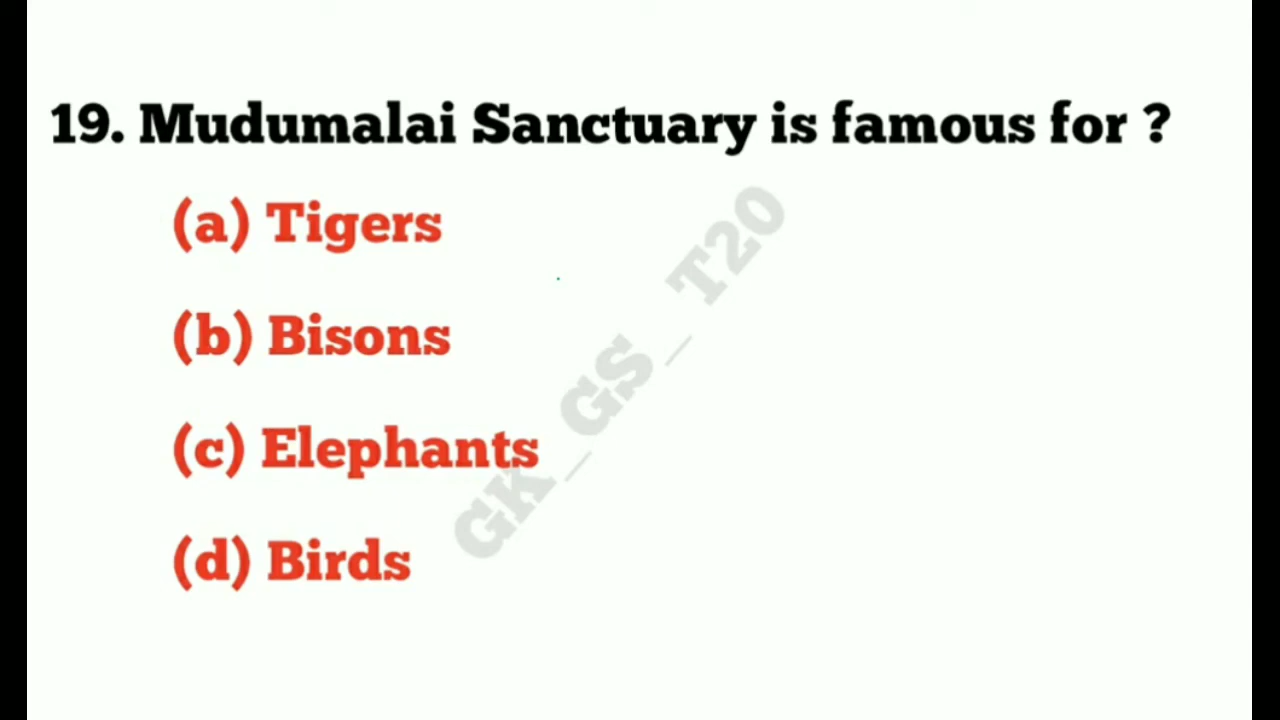 19. Mudumalai Sanctuary is famous for ?
(a) Tigers
(b) Bisons
(c) Elephants
(d) Birds
GK_GS_T20